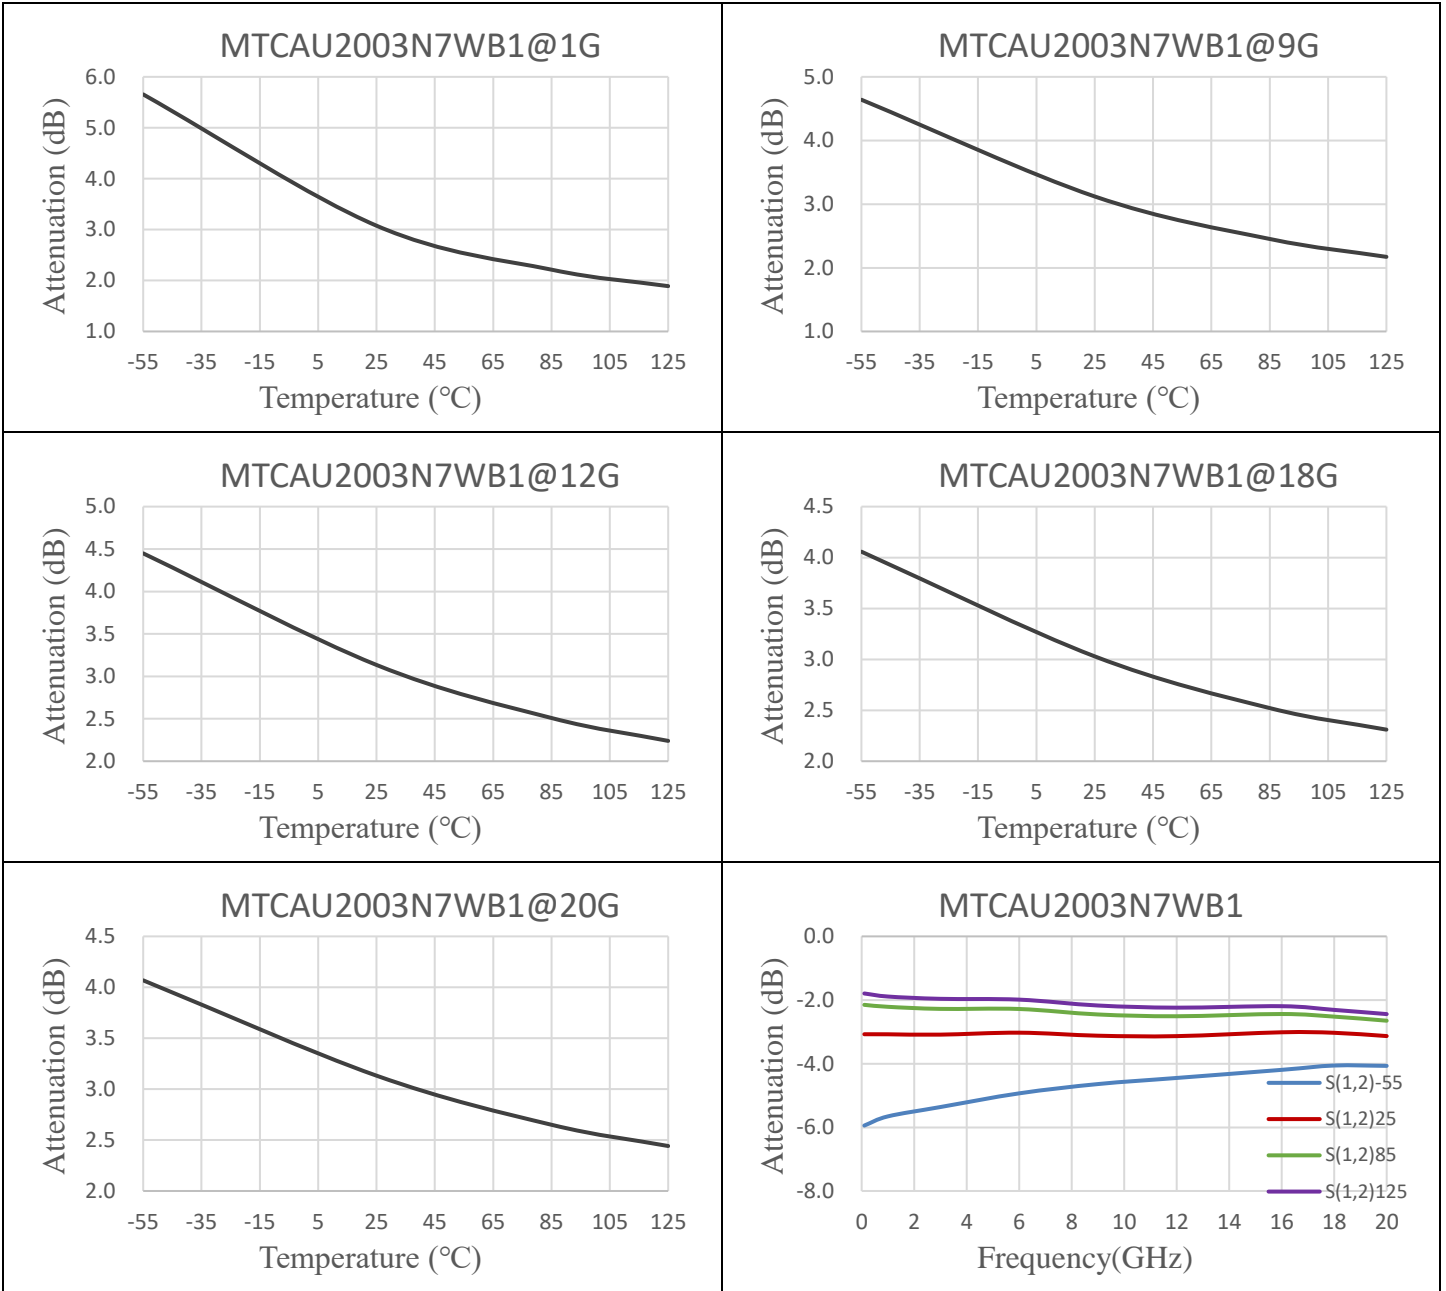 MTCAU2003N7WB1@1G
Attenuation (dB)
6.0
5.0
4.0
3.0
2.0
1.0
-55 -35 -15 5 25 45 65 85 105 125
Temperature (℃)
MTCAU2003N7WB1@9G
Attenuation (dB)
5.0
4.0
3.0
2.0
1.0
-55 -35 -15 5 25 45 65 85 105 125
Temperature (℃)
MTCAU2003N7WB1@12G
Attenuation (dB)
5.0
4.5
4.0
3.5
3.0
2.5
2.0
-55 -35 -15 5 25 45 65 85 105 125
Temperature (℃)
MTCAU2003N7WB1@18G
Attenuation (dB)
4.5
4.0
3.5
3.0
2.5
2.0
-55 -35 -15 5 25 45 65 85 105 125
Temperature (℃)
MTCAU2003N7WB1@20G
Attenuation (dB)
4.5
4.0
3.5
3.0
2.5
2.0
-55 -35 -15 5 25 45 65 85 105 125
Temperature (℃)
MTCAU2003N7WB1
Attenuation (dB)
0.0
-2.0
-4.0
-6.0
-8.0
S(1,2)-55
S(1,2)25
S(1,2)85
S(1,2)125
0 2 4 6 8 10 12 14 16 18 20
Frequency(GHz)